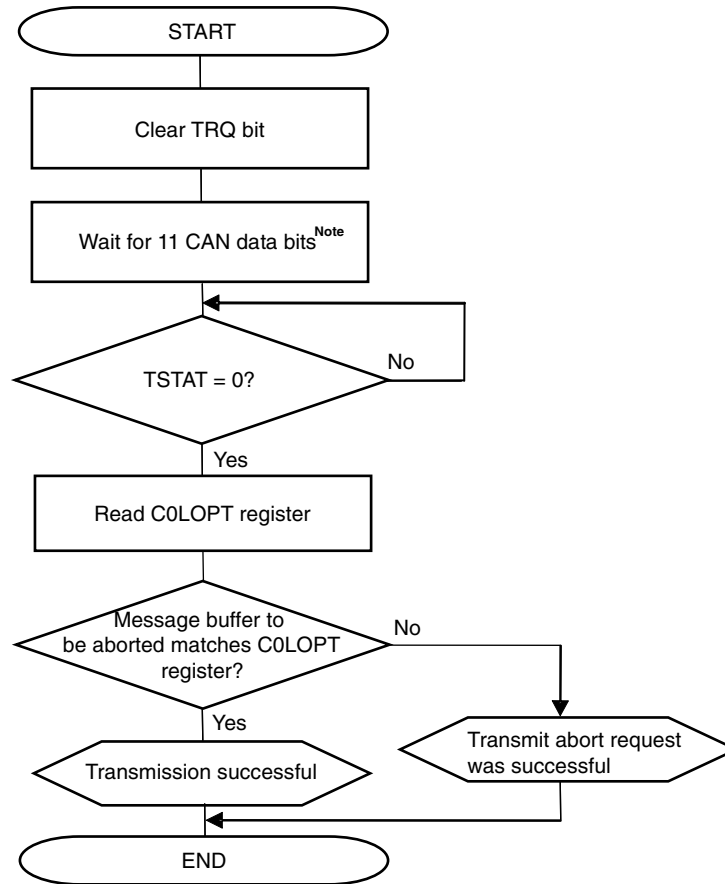 START
Clear TRQ bit
Wait for 11 CAN data bitsNote
TSTAT = 0?
No
Yes
Read C0LOPT register
Message buffer to
be aborted matches C0LOPT
register?
No
Yes
Transmission successful
Transmit abort request
was successful
END